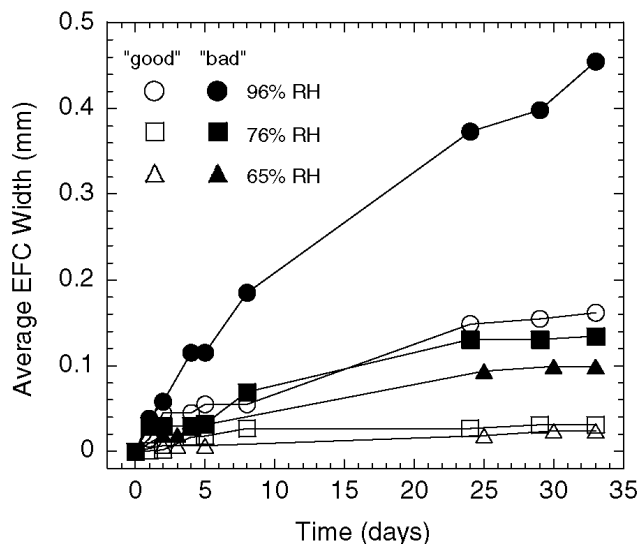 0.5
"good" "bad"
96% RH
76% RH
65% RH
0.4
0.3
0.2
0.1
0
Average EFC Width (mm)
0 5 10 15 20 25 30 35
Time (days)